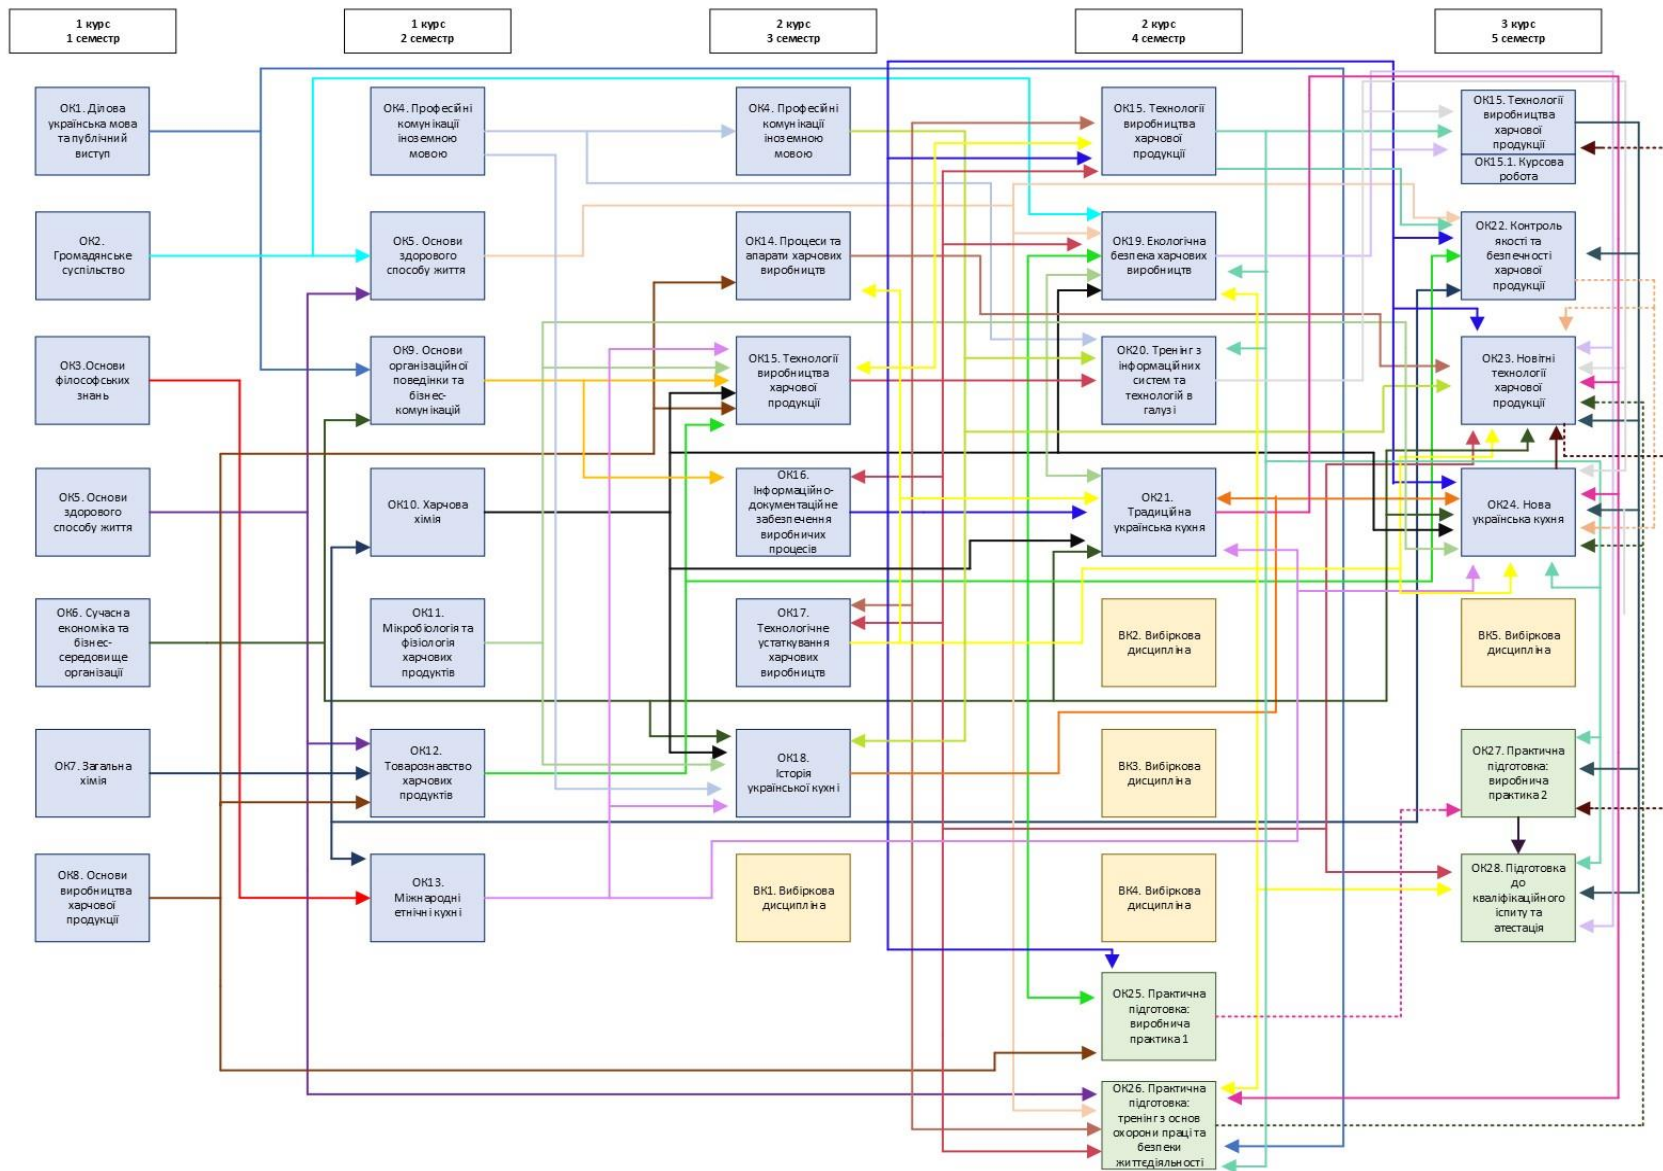 1 курс
1 семестр
1 курс
2 семестр
2 курс
3 семестр
2 курс
4 семестр
3 курс
5 семестр
ОК1. Ділова
українська мова
та публічний
виступ
ОК2.
Громадянське
суспільство
ОК3.Основи
філософських
знань
ОК5. Основи
здорового
способу життя
ОК6. Сучасна
економіка та
бізнес-
середовище
організації
ОК7. Загальна
хімія
ОК8. Основи
виробництва
харчової
продукції
ОК4. Професійні
комунікації
іноземною
мовою
ОК5. Основи
здорового
способу життя
ОК9. Основи
організаційної
поведінки та
бізнес-
комунікацій
ОК10. Харчова
хімія
ОК11.
Мікробіологія та
фізіологія
харчових
продуктів
ОК12.
Товарознавство
харчових
продуктів
ОК13.
Міжнародні
етнічні кухні
ОК4. Професійні
комунікації
іноземною
мовою
ОК14. Процеси та
апарати харчових
виробництв
ОК15. Технології
виробництва
харчової
продукції
ОК16.
Інформаційно-
документаційне
забезпечення
виробничих
процесів
ОК17.
Технологічне
устаткування
харчових
виробництв
ОК18.
Історія
української кухні
ВК1. Вибіркова
дисципліна
ОК15. Технології
виробництва
харчової
продукції
ОК19. Екологічна
безпека харчових
виробництв
ОК20. Тренінг з
інформаційних
систем та
технологій в
галузі
ОК21.
Традиційна
українська кухня
ВК2. Вибіркова
дисципліна
ВК3. Вибіркова
дисципліна
ВК4. Вибіркова
дисципліна
ОК25. Практична
підготовка:
виробнича
практика 1
ОК26. Практична
підготовка:
тренінг з основ
охорони праці та
безпеки
життєдіяльності
ОК15. Технології
виробництва
харчової
продукції
ОК15.1. Курсова
робота
ОК22. Контроль
якості та
безпечності
харчової
продукції
ОК23. Новітні
технології
харчової
продукції
ОК24. Нова
українська кухня
ВК5. Вибіркова
дисципліна
ОК27. Практична
підготовка:
виробнича
практика 2
ОК28. Підготовка
до
кваліфікаційного
іспиту та
атестація